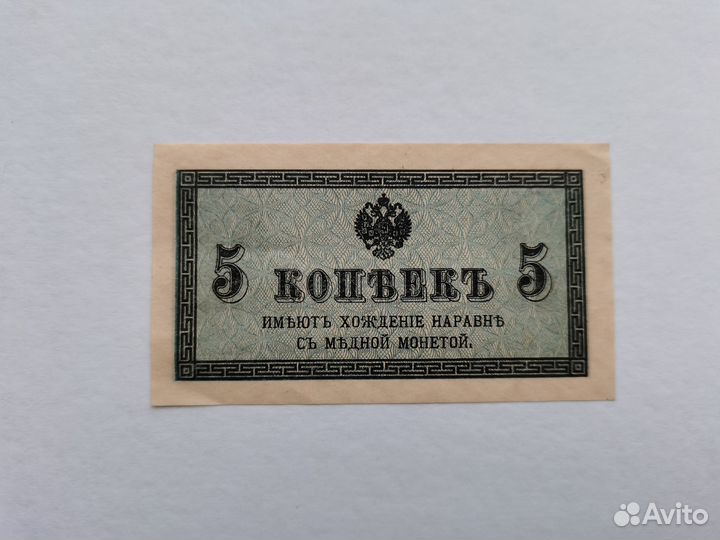 5 КОПѢЕКЪ 5
ИМѢЮТЪ ХОЖДЕНІЕ НАРАВНѢ
СЪ МѢДНОЙ МОНЕТОЙ.
Avito